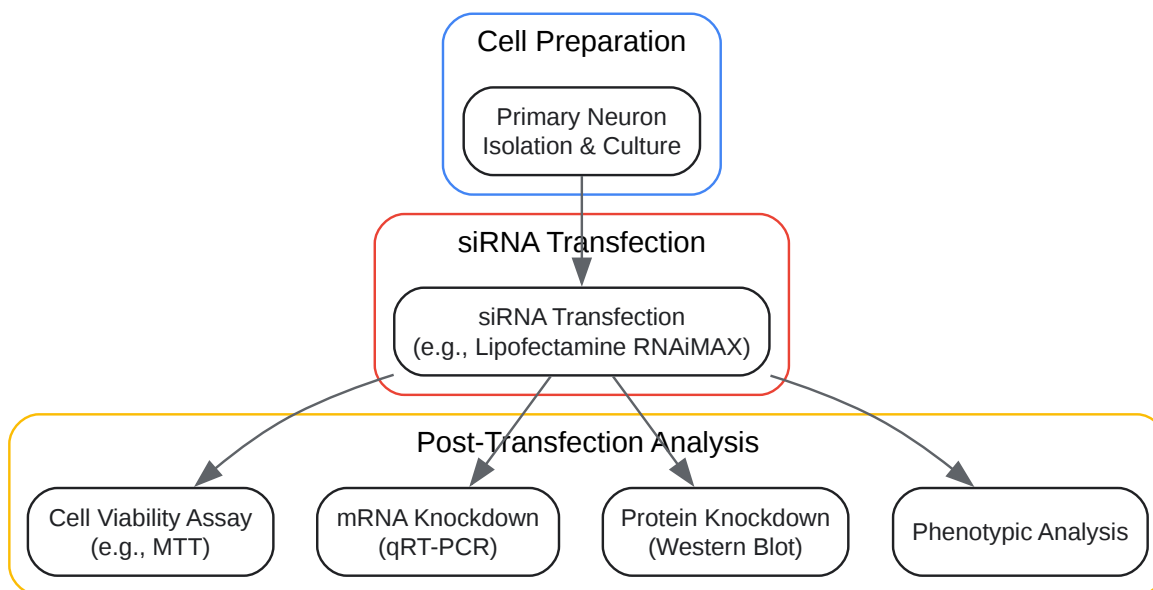 Cell Preparation
Primary Neuron
Isolation & Culture
siRNA Transfection
siRNA Transfection
(e.g., Lipofectamine RNAiMAX)
Post-Transfection Analysis
Cell Viability Assay
(e.g., MTT)
mRNA Knockdown
(qRT-PCR)
Protein Knockdown
(Western Blot)
Phenotypic Analysis